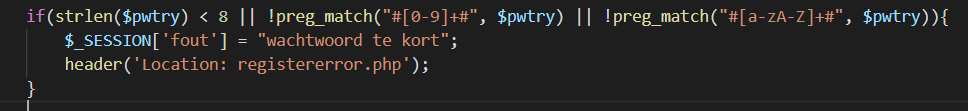 if(strlen($pwtry) < 8 || !preg_match("#[0-9]+#", $pwtry) || !preg_match("#[a-zA-Z]+#", $pwtry)){
    $_SESSION['fout'] = "wachtwoord te kort";
    header('Location: registererror.php');
}